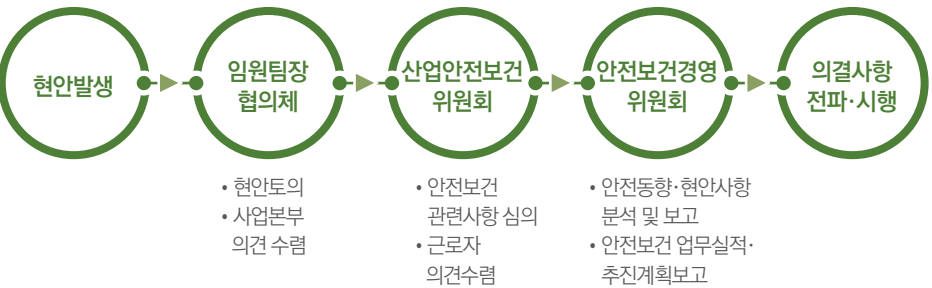 현안발생
임원팀장
협의체
산업안전보건
위원회
안전보건경영
위원회
의결사항
전파·시행
• 현안토의
• 사업본부
의견 수렴
• 안전보건
관련사항 심의
• 근로자
의견수렴
• 안전동향·현안사항
분석 및 보고
• 안전보건 업무실적·
추진계획보고